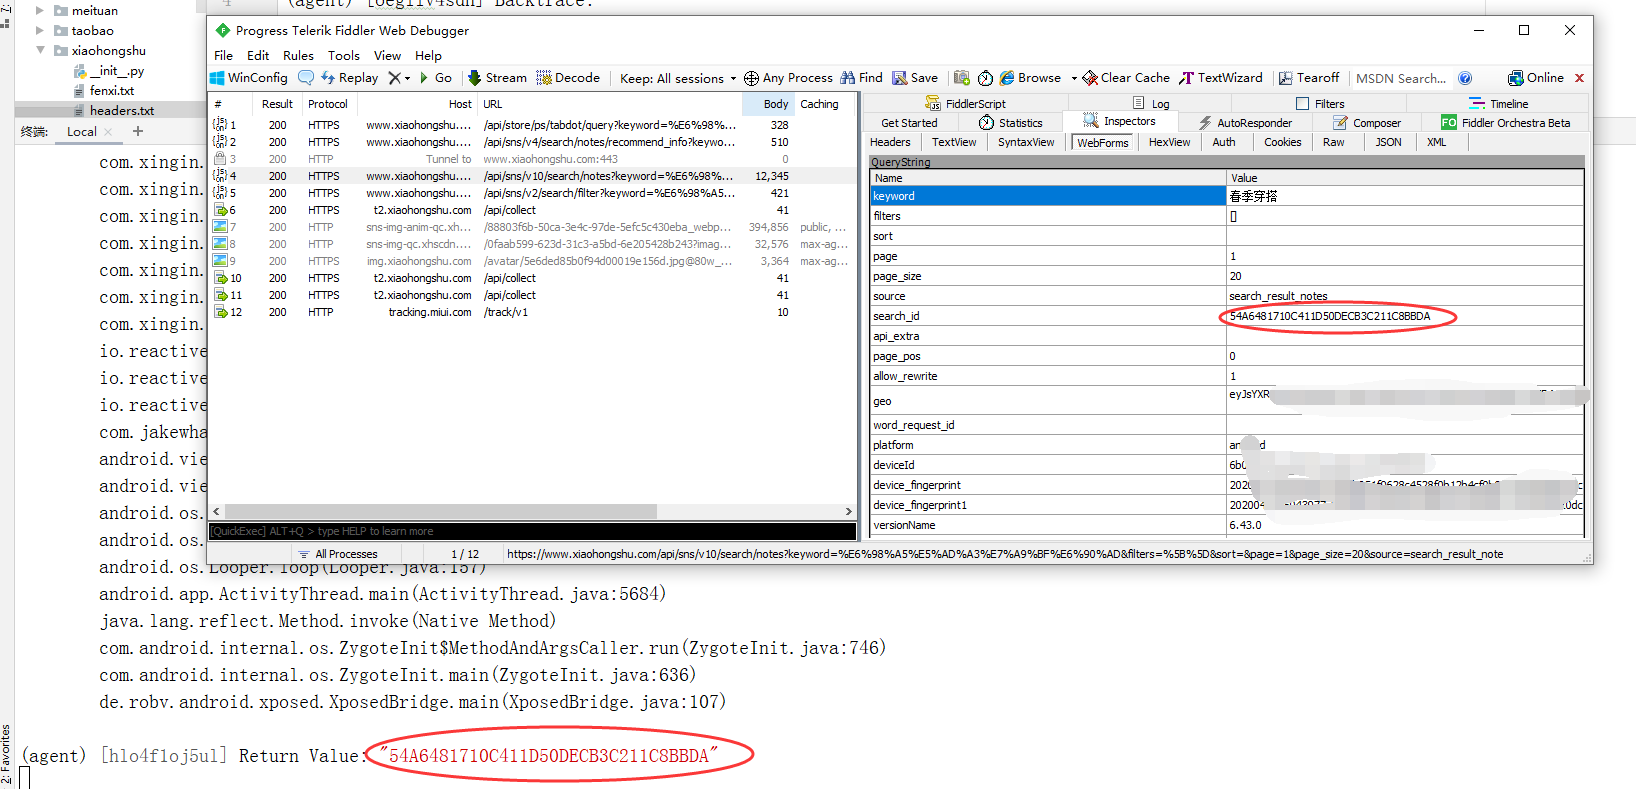 meituan
taobao
xiaohongshu
__init__.py
fenxi.txt
headers.txt
终端: Local × +
4
Progress Telerik Fiddler Web Debugger
File Edit Rules Tools View Help
WinConfig Replay Go Stream Decode Keep: All sessions Any Process Find Save Browse Clear Cache TextWizard Tearoff MSDN Search... Online
# Result Protocol Host URL Body Caching
1 200 HTTPS www.xiaohongshu.... /api/store/ps/tabdot/query?keyword=%E6%98%... 328
2 200 HTTPS www.xiaohongshu.... /api/sns/v4/search/notes/recommend_info?keywo... 510
3 200 HTTP Tunnel to www.xiaohongshu.com:443 0
4 200 HTTPS www.xiaohongshu.... /api/sns/v10/search/notes?keyword=%E6%98%... 12,345
5 200 HTTPS www.xiaohongshu.... /api/sns/v2/search/filter?keyword=%E6%98%A5... 421
6 200 HTTPS t2.xiaohongshu.com /api/collect 41
7 200 HTTP sns-img-anim-qc.xh... /88803f6b-50ca-3e4c-97de-5efc5c430eba_webp... 394,856 public, ...
8 200 HTTP sns-img-qc.xhscdn.... /0faab599-623d-31c3-a5bd-6e205428b243?imag... 32,576 max-ag...
9 200 HTTP img.xiaohongshu.com /avatar/5e6ded85b0f94d00019e156d.jpg@80w_... 3,364 max-ag...
10 200 HTTPS t2.xiaohongshu.com /api/collect 41
11 200 HTTPS t2.xiaohongshu.com /api/collect 41
12 200 HTTP tracking.miui.com /track/v1 10
[QuickExec] ALT+Q > type HELP to learn more
All Processes 1 / 12 https://www.xiaohongshu.com/api/sns/v10/search/notes?keyword=%E6%98%A5%E5%AD%A3%E7%A9%BF%E6%90%AD&filters=%5B%5D&sort=&page=1&page_size=20&source=search_result_note
FiddlerScript Log Filters Timeline
Get Started Statistics Inspectors AutoResponder Composer FO Fiddler Orchestra Beta
Headers TextView SyntaxView WebForms HexView Auth Cookies Raw JSON XML
QueryString
Name Value
keyword 春季穿搭
filters []
sort
page 1
page_size 20
source search_result_notes
search_id 54A6481710C411D50DECB3C211C8BBDA
api_extra
page_pos 0
allow_rewrite 1
geo eyJsYXR
word_request_id
platform
deviceId
device_fingerprint
device_fingerprint1
versionName 6.43.0
com.xingin.
com.xingin.
com.xingin.
com.xingin.
com.xingin.
com.xingin.
com.xingin.
io.reactive
io.reactive
io.reactive
com.jakewha
android.vie
android.vie
android.os.
android.os.
android.os.Looper.loop(Looper.java:157)
android.app.ActivityThread.main(ActivityThread.java:5684)
java.lang.reflect.Method.invoke(Native Method)
com.android.internal.os.ZygoteInit$MethodAndArgsCaller.run(ZygoteInit.java:746)
com.android.internal.os.ZygoteInit.main(ZygoteInit.java:636)
de.robv.android.xposed.XposedBridge.main(XposedBridge.java:107)
(agent) [hlo4f1oj5ul] Return Value: "54A6481710C411D50DECB3C211C8BBDA"
2: Favorites